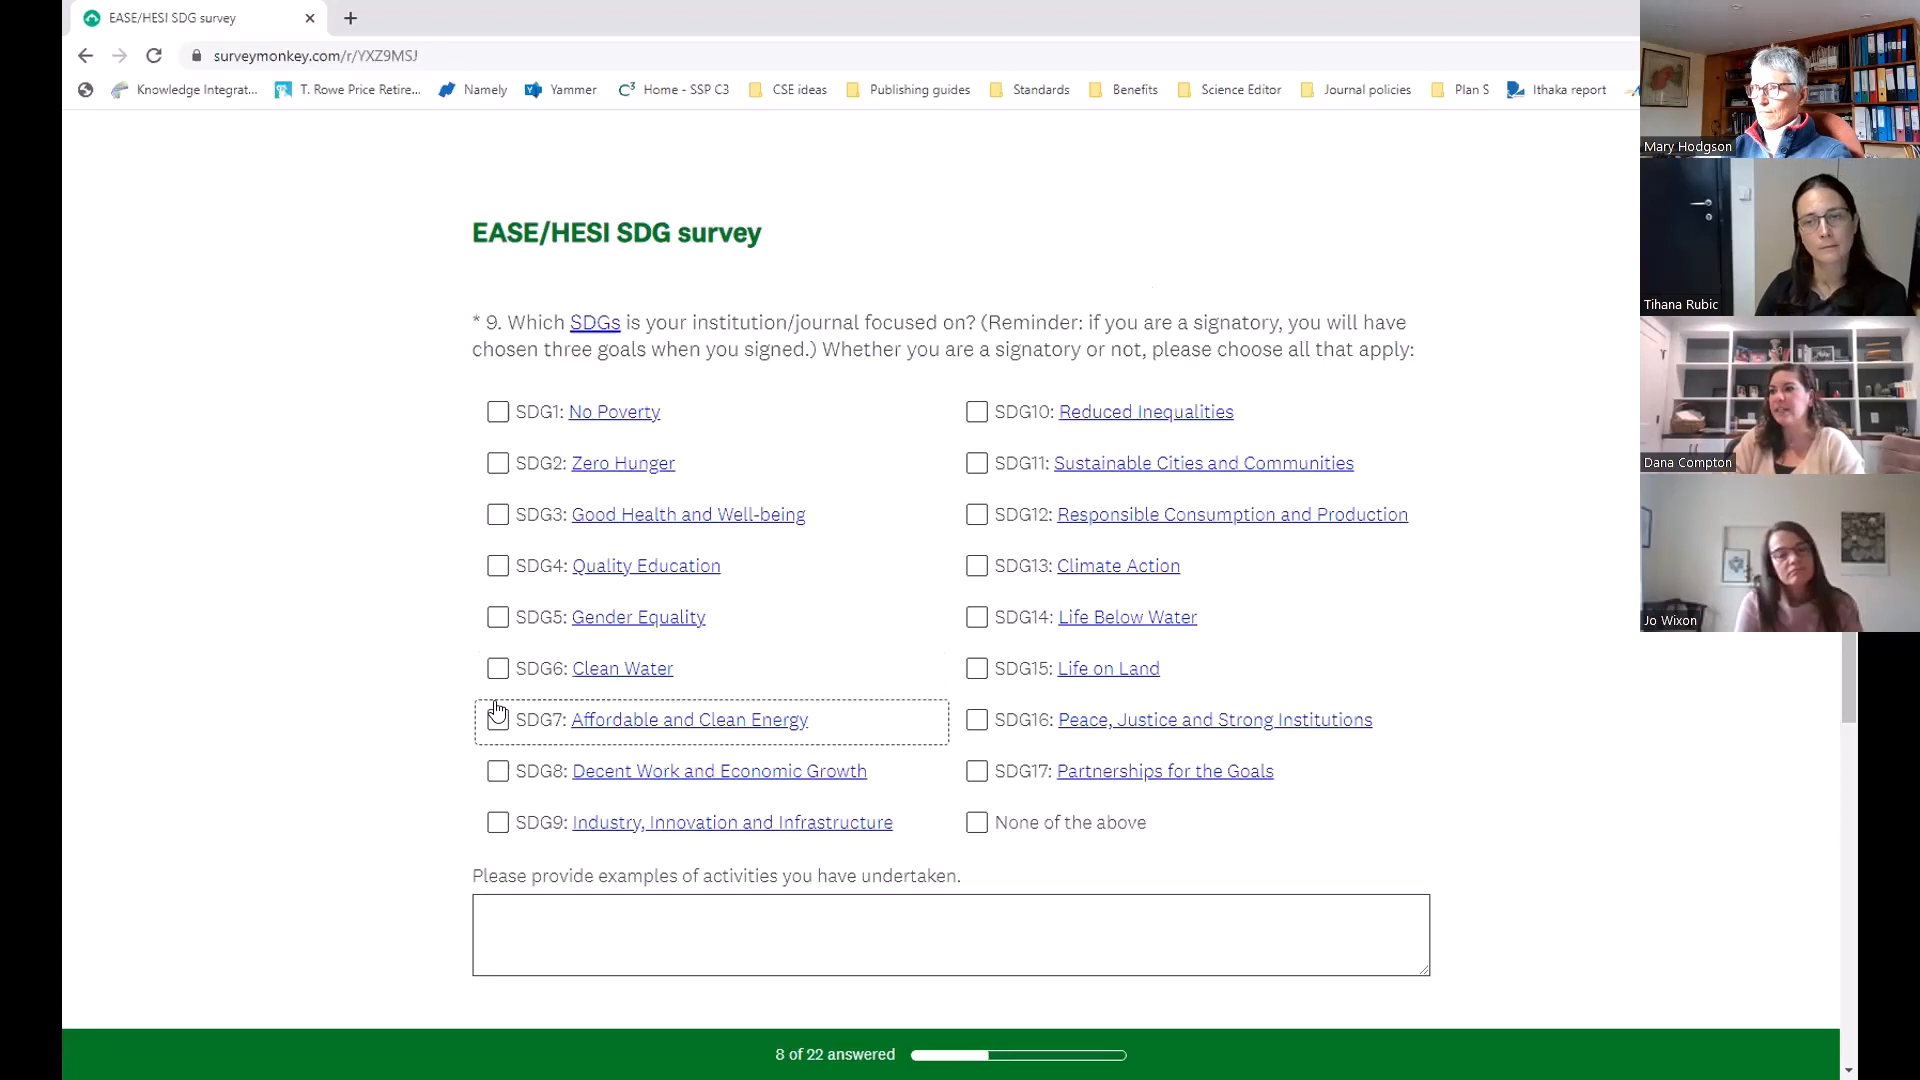 EASE/HESI SDG survey
surveymonkey.com/r/YXZ9MSJ
Knowledge Integrat... T. Rowe Price Retire... Namely Yammer C³ Home - SSP C3 CSE ideas Publishing guides Standards Benefits Science Editor Journal policies Plan S Ithaka report
Mary Hodgson
Tihana Rubic
Dana Compton
Jo Wixon
EASE/HESI SDG survey
* 9. Which SDGs is your institution/journal focused on? (Reminder: if you are a signatory, you will have
chosen three goals when you signed.) Whether you are a signatory or not, please choose all that apply:
SDG1: No Poverty
SDG2: Zero Hunger
SDG3: Good Health and Well-being
SDG4: Quality Education
SDG5: Gender Equality
SDG6: Clean Water
SDG7: Affordable and Clean Energy
SDG8: Decent Work and Economic Growth
SDG9: Industry, Innovation and Infrastructure
SDG10: Reduced Inequalities
SDG11: Sustainable Cities and Communities
SDG12: Responsible Consumption and Production
SDG13: Climate Action
SDG14: Life Below Water
SDG15: Life on Land
SDG16: Peace, Justice and Strong Institutions
SDG17: Partnerships for the Goals
None of the above
Please provide examples of activities you have undertaken.
8 of 22 answered